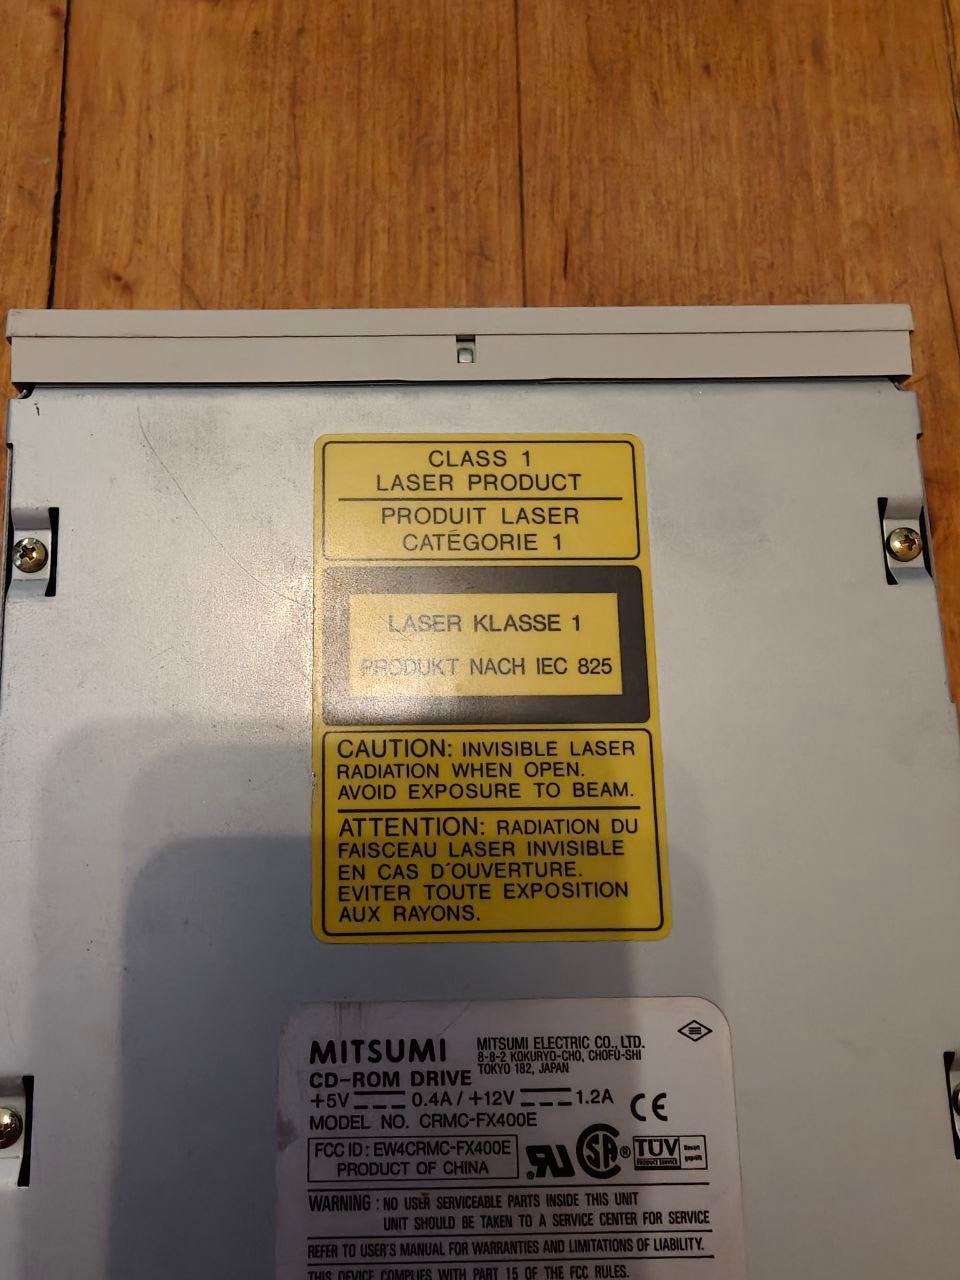 CLASS 1
LASER PRODUCT
PRODUIT LASER
CATÉGORIE 1
LASER KLASSE 1
PRODUKT NACH IEC 825
CAUTION: INVISIBLE LASER
RADIATION WHEN OPEN.
AVOID EXPOSURE TO BEAM.
ATTENTION: RADIATION DU
FAISCEAU LASER INVISIBLE
EN CAS D'OUVERTURE.
EVITER TOUTE EXPOSITION
AUX RAYONS.
MITSUMI
MITSUMI ELECTRIC CO., LTD.
8-8-2 KOKURYO-CHO, CHOFU-SHI
TOKYO 182, JAPAN
CD-ROM DRIVE
+5V 0.4A / +12V 1.2A
MODEL NO. CRMC-FX400E
CE
FCC ID : EW4CRMC-FX400E
PRODUCT OF CHINA
UR
SA ®
TÜV
PRODUCT SERVICE
WARNING : NO USER SERVICEABLE PARTS INSIDE THIS UNIT
UNIT SHOULD BE TAKEN TO A SERVICE CENTER FOR SERVICE
REFER TO USER'S MANUAL FOR WARRANTIES AND LIMITATIONS OF LIABILITY.
THIS DEVICE COMPLIES WITH PART 15 OF THE FCC RULES.